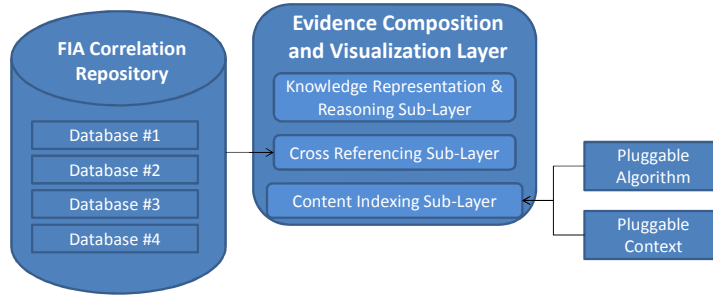 FIA Correlation
Repository
Database #1
Database #2
Database #3
Database #4
Evidence Composition
and Visualization Layer
Knowledge Representation &
Reasoning Sub-Layer
Cross Referencing Sub-Layer
Content Indexing Sub-Layer
Pluggable
Algorithm
Pluggable
Context